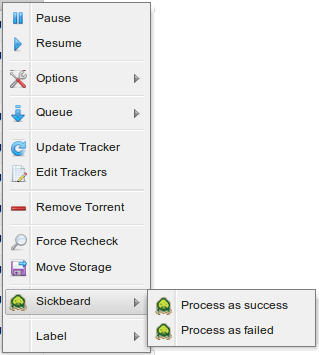 Pause
Resume
Options
Queue
Update Tracker
Edit Trackers
Remove Torrent
Force Recheck
Move Storage
Sickbeard
Process as success
Process as failed
Label